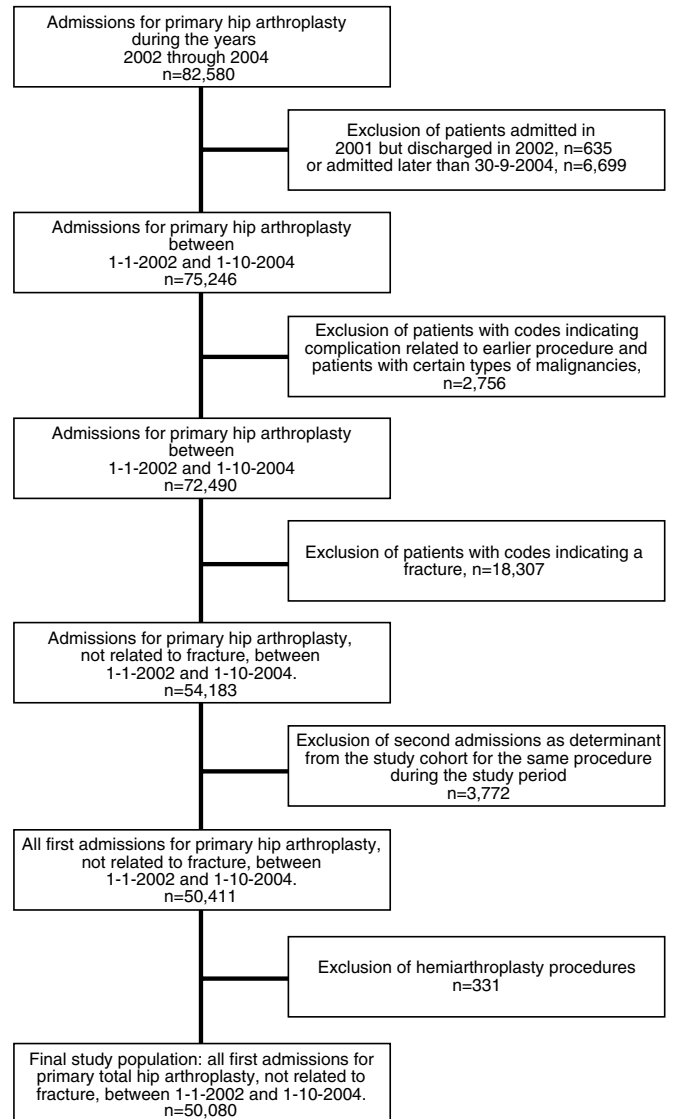 Admissions for primary hip arthroplasty
during the years
2002 through 2004
n=82,580
Exclusion of patients admitted in
2001 but discharged in 2002, n=635
or admitted later than 30-9-2004, n=6,699
Admissions for primary hip arthroplasty
between
1-1-2002 and 1-10-2004
n=75,246
Exclusion of patients with codes indicating
complication related to earlier procedure and
patients with certain types of malignancies,
n=2,756
Admissions for primary hip arthroplasty
between
1-1-2002 and 1-10-2004
n=72,490
Exclusion of patients with codes indicating a
fracture, n=18,307
Admissions for primary hip arthroplasty,
not related to fracture, between
1-1-2002 and 1-10-2004.
n=54,183
Exclusion of second admissions as determinant
from the study cohort for the same procedure
during the study period
n=3,772
All first admissions for primary hip arthroplasty,
not related to fracture, between
1-1-2002 and 1-10-2004.
n=50,411
Exclusion of hemiarthroplasty procedures
n=331
Final study population: all first admissions for
primary total hip arthroplasty, not related to
fracture, between 1-1-2002 and 1-10-2004.
n=50,080